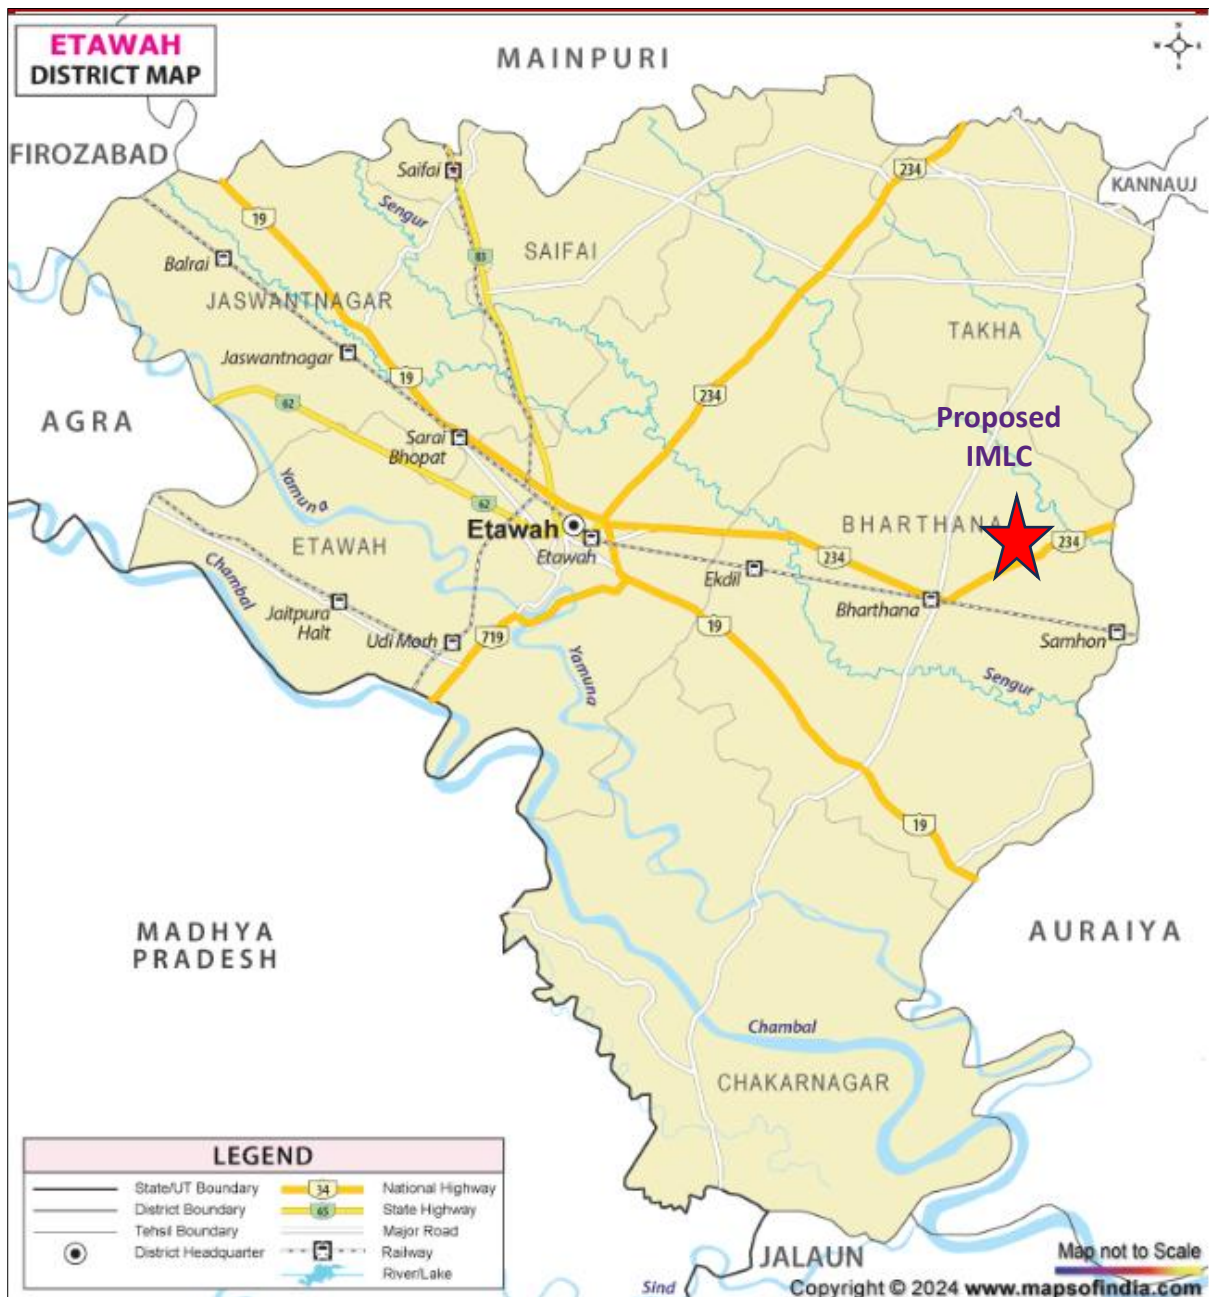 ETAWAH
DISTRICT MAP
MAINPURI
N
W
S
FIROZABAD
KANNAUJ
Saifai
234
Sengur
19
SAIFAI
83
Balrai
JASWANTNAGAR
TAKHA
Jaswantnagar
19
234
62
AGRA
Proposed
IMLC
Sarai
Bhopat
Yamuna
62
Etawah
BHARTHANA
234
ETAWAH
Etawah
234
Ekdil
Chambal
Jaitpura
Halt
Bharthana
Udi Morh
719
19
Samhon
Yamuna
Sengur
19
MADHYA
PRADESH
AURAIYA
Chambal
CHAKARNAGAR
LEGEND
State/UT Boundary
34
National Highway
District Boundary
65
State Highway
Tehsil Boundary
Major Road
District Headquarter
Railway
River/Lake
JALAUN
Map not to Scale
Sind
Copyright © 2024 www.mapsofindia.com